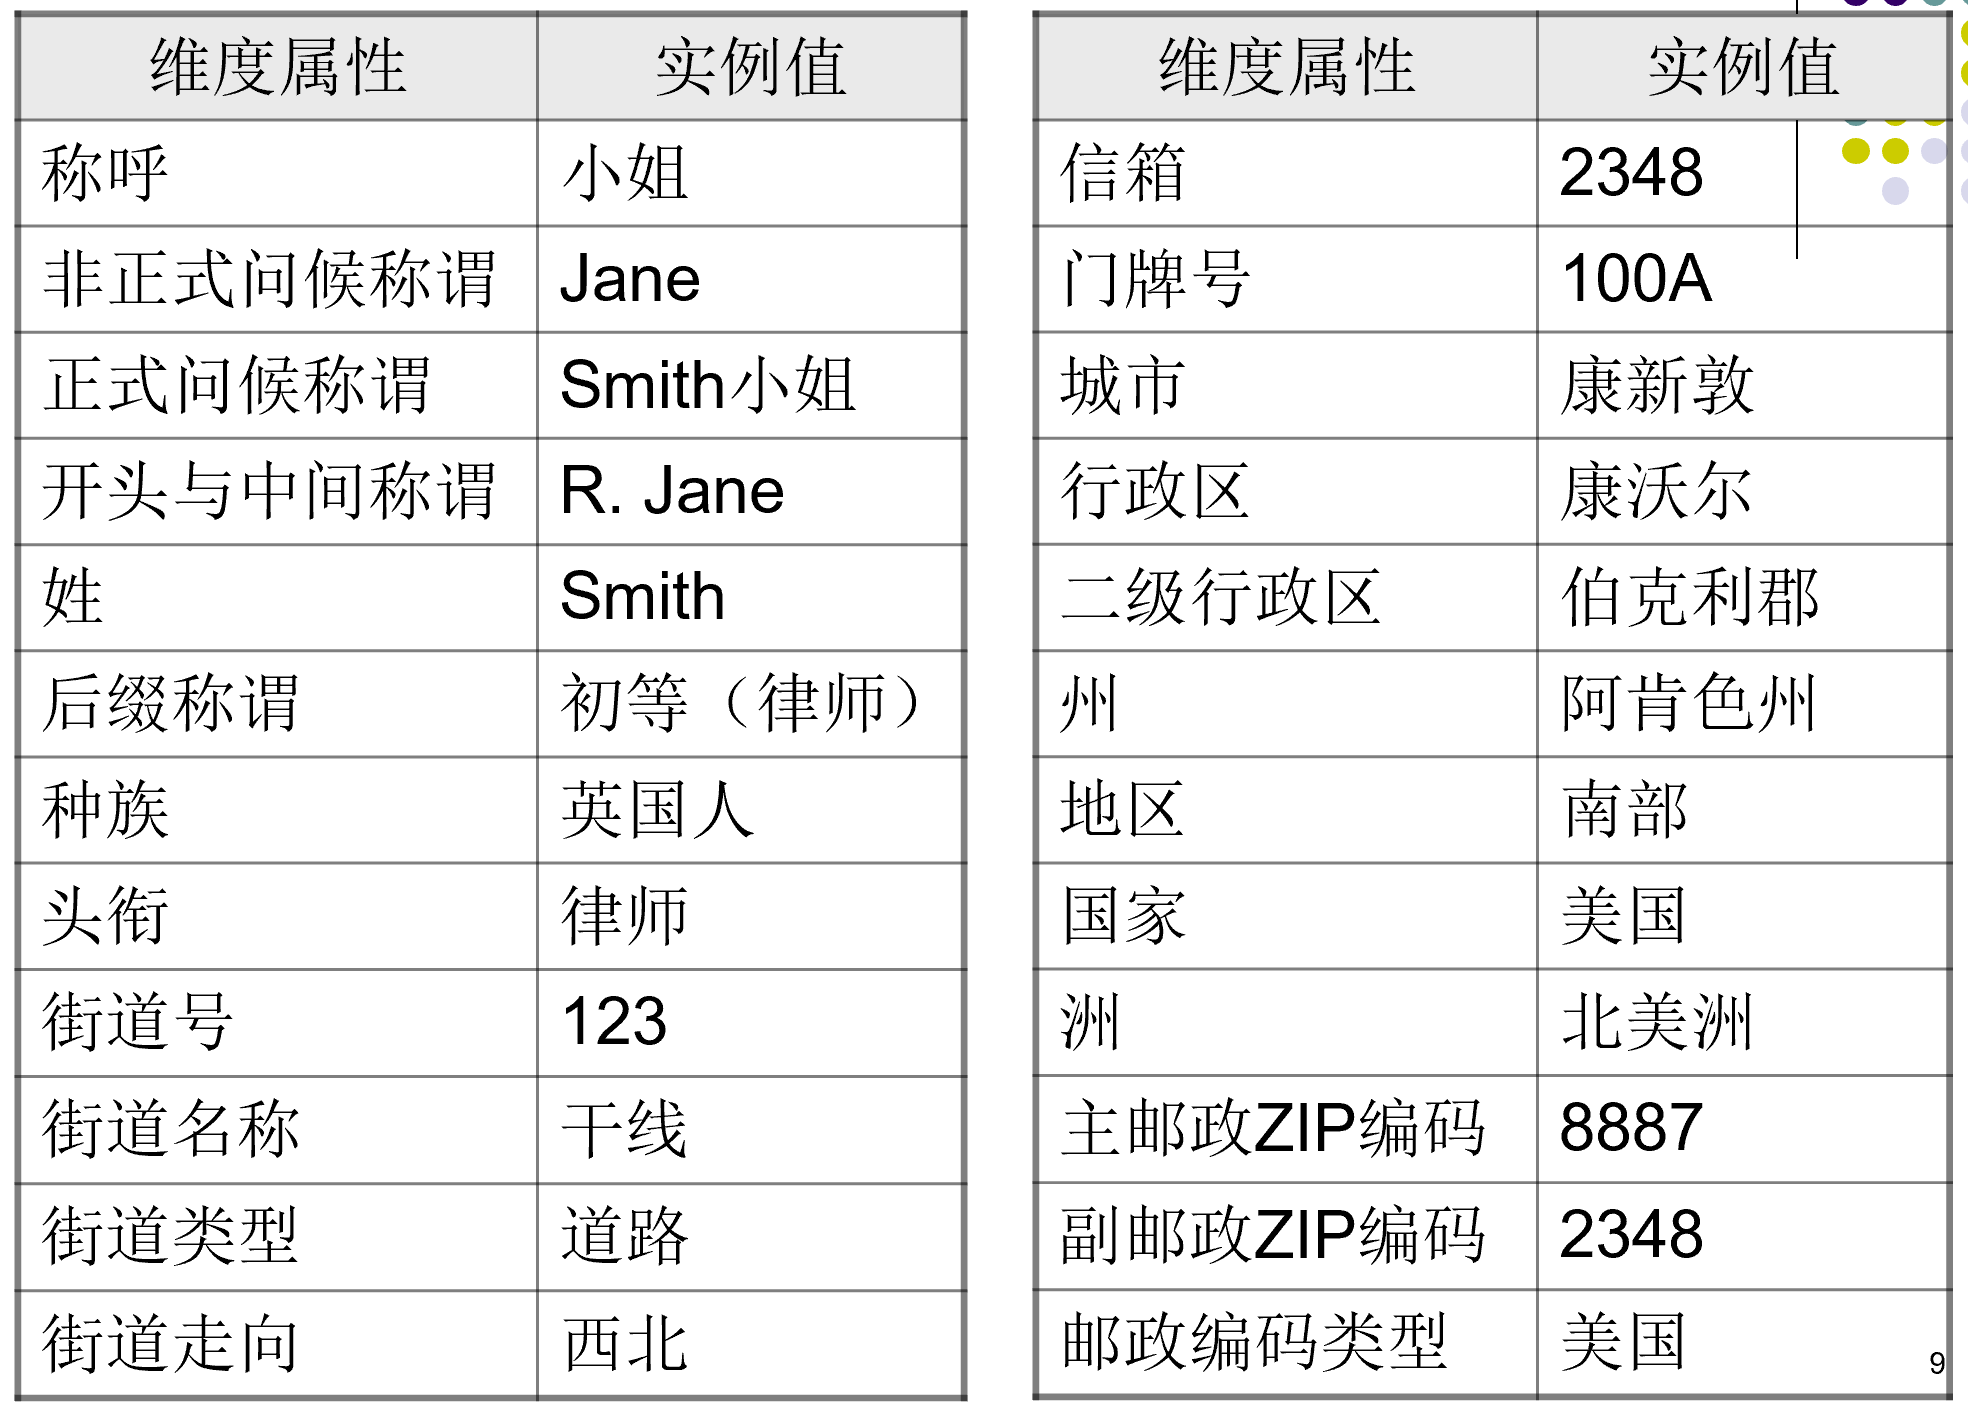 维度属性 实例值
称呼 小姐
非正式问候称谓 Jane
正式问候称谓 Smith小姐
开头与中间称谓 R. Jane
姓 Smith
后缀称谓 初等（律师）
种族 英国人
头衔 律师
街道号 123
街道名称 干线
街道类型 道路
街道走向 西北
维度属性 实例值
信箱 2348
门牌号 100A
城市 康新敦
行政区 康沃尔
二级行政区 伯克利郡
州 阿肯色州
地区 南部
国家 美国
洲 北美洲
主邮政ZIP编码 8887
副邮政ZIP编码 2348
邮政编码类型 美国
9